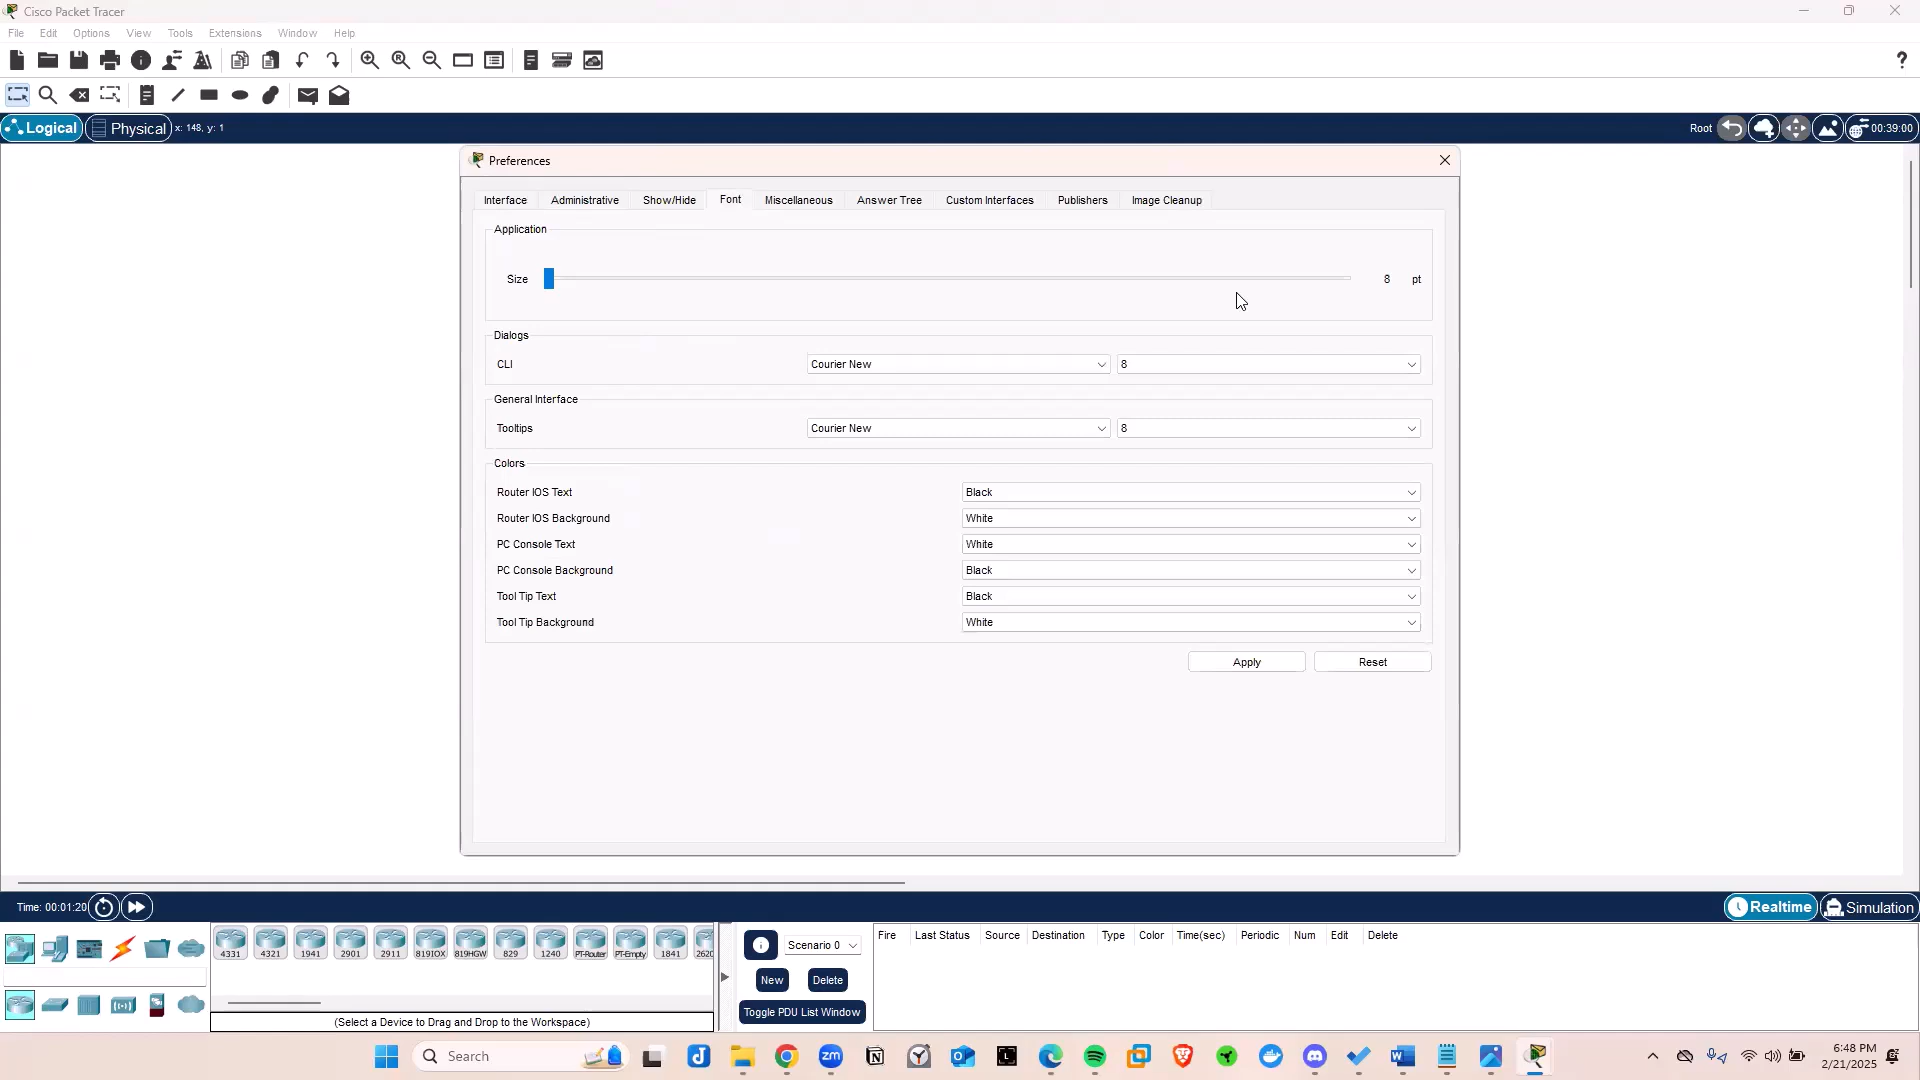 Cisco Packet Tracer
File Edit Options View Tools Extensions Window Help
?
Logical Physical x: 148, y: 1 Root 00:39:00
Preferences
Interface Administrative Show/Hide Font Miscellaneous Answer Tree Custom Interfaces Publishers Image Cleanup
Application
Size 8 pt
Dialogs
CLI Courier New 8
General Interface
Tooltips Courier New 8
Colors
Router IOS Text Black
Router IOS Background White
PC Console Text White
PC Console Background Black
Tool Tip Text Black
Tool Tip Background White
Apply Reset
Time: 00:01:20 Realtime Simulation
4331 4321 1941 2901 2911 819IOX 819HGW 829 1240 PT-Router PT-Empty 1841 2620
Scenario 0
New Delete
Toggle PDU List Window
Fire Last Status Source Destination Type Color Time(sec) Periodic Num Edit Delete
(Select a Device to Drag and Drop to the Workspace)
Search
zm
6:48 PM
2/21/2025